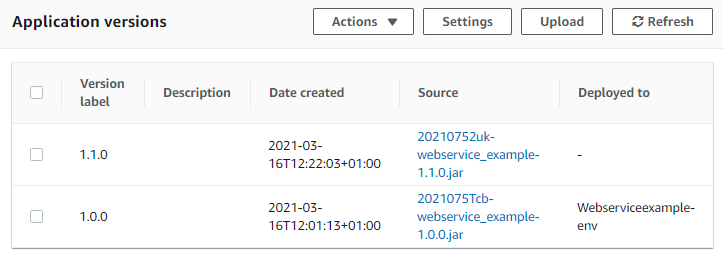 Application versions
Actions
Settings
Upload
Refresh
Version label
Description
Date created
Source
Deployed to
1.1.0
2021-03-
16T12:22:03+01:00
20210752uk-
webservice_example-
1.1.0.jar
-
1.0.0
2021-03-
16T12:01:13+01:00
2021075Tcb-
webservice_example-
1.0.0.jar
Webserviceexample-
env